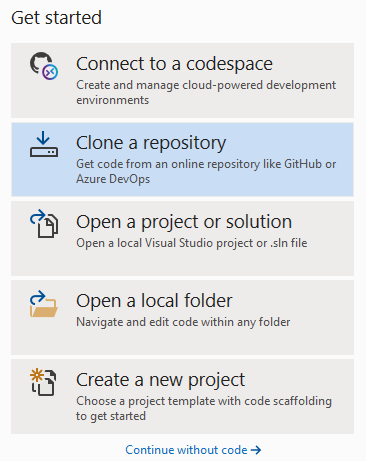 Get started
Connect to a codespace
Create and manage cloud-powered development
environments
Clone a repository
Get code from an online repository like GitHub or
Azure DevOps
Open a project or solution
Open a local Visual Studio project or .sln file
Open a local folder
Navigate and edit code within any folder
Create a new project
Choose a project template with code scaffolding
to get started
Continue without code →